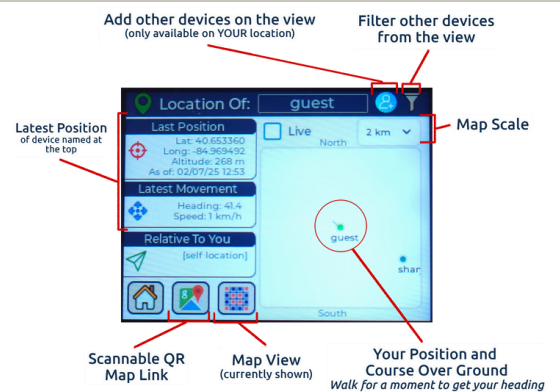 Add other devices on the view
(only available on YOUR location)
Filter other devices
from the view
Location Of:
guest
Latest Position
of device named at
the top
Last Position
Lat: 40.653360
Long: -84.969492
Altitude: 268 m
As of: 02/07/25 12:53
Latest Movement
Heading: 41.4
Speed: 1 km/h
Relative To You
[self location]
Live
North
2 km
Map Scale
guest
shar
South
Scannable QR
Map Link
Map View
(currently shown)
Your Position and
Course Over Ground
Walk for a moment to get your heading